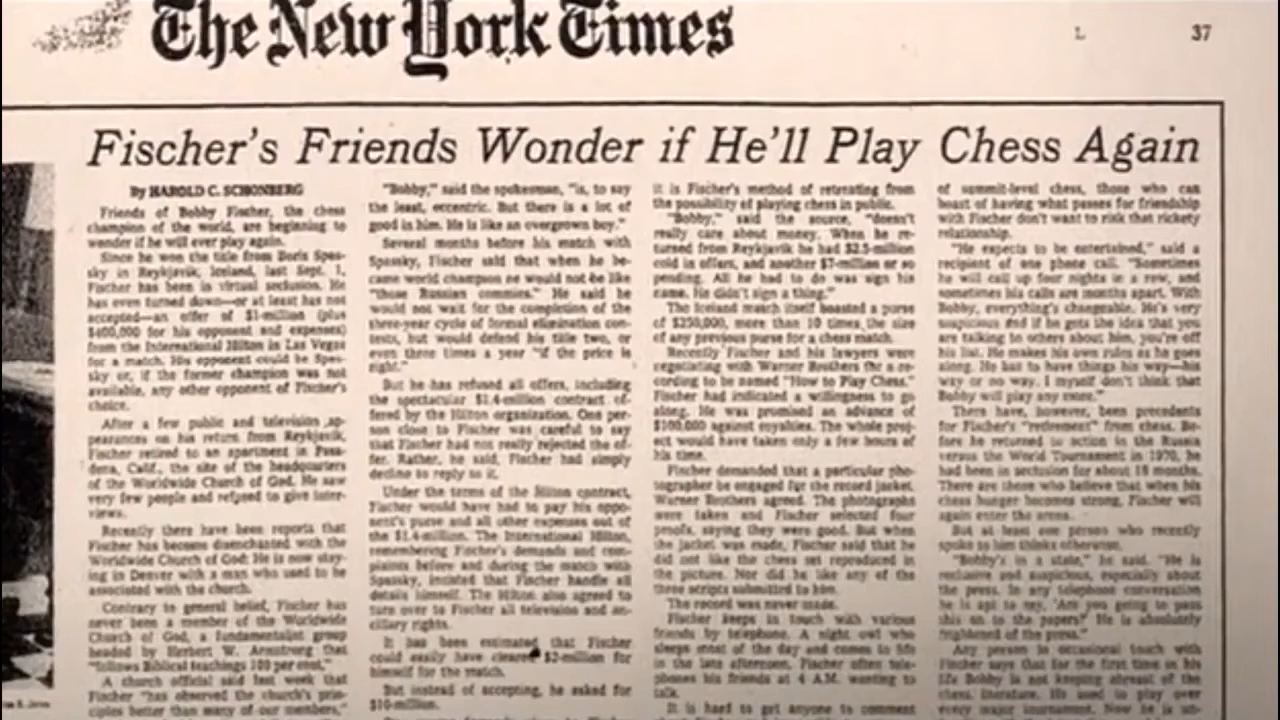 The New York Times
L
37
Fischer's Friends Wonder if He'll Play Chess Again
By HAROLD C. SCHONBERG
Friends of Bobby Fischer, the chess
champion of the world, are beginning to
wonder if he will ever play again.
Since he won the title from Boris Spas-
sky in Reykjavik, Iceland, last Sept. 1,
Fischer has been in virtual seclusion. He
has even turned down—or at least has not
accepted—an offer of $1-million (plus
$400,000 for his opponent and expenses)
from the International Hilton in Las Vegas
for a match. His opponent could be Spas-
sky or, if the former champion was not
available, any other opponent of Fischer's
choice.
After a few public and television ap-
pearances on his return from Reykjavik,
Fischer retired to an apartment in Pasa-
dena, Calif., the site of the headquarters
of the Worldwide Church of God. He saw
very few people and refused to give inter-
views.
Recently there have been reports that
Fischer has become disenchanted with the
Worldwide Church of God. He is now stay-
ing in Denver with a man who used to be
associated with the church.
Contrary to general belief, Fischer has
never been a member of the Worldwide
Church of God, a fundamentalist group
headed by Herbert W. Armstrong that
"follows Biblical teachings 100 per cent."
A church official said last week that
Fischer "has observed the church's prin-
ciples better than many of our members,"
"Bobby," said the spokesman, "is, to say
the least, eccentric. But there is a lot of
good in him. He is like an overgrown boy."
Several months before his match with
Spassky, Fischer said that when he be-
came world champion he would not be like
"those Russian commies." He said he
would not wait for the completion of the
three-year cycle of formal elimination con-
tests, but would defend his title two, or
even three times a year "if the price is
right."
But he has refused all offers, including
the spectacular $1.4-million contract of-
fered by the Hilton organization. One per-
son close to Fischer was careful to say
that Fischer had not really rejected the of-
fer. Rather, he said, Fischer had simply
decline to reply to it.
Under the terms of the Hilton contract,
Fischer would have had to pay his oppo-
nent's purse and all other expenses out of
the $1.4-million. The International Hilton,
remembering Fischer's demands and com-
plaints before and during the match with
Spassky, insisted that Fischer handle all
details himself. The Hilton also agreed to
turn over to Fischer all television and an-
cillary rights.
It has been estimated that Fischer
could easily have cleared $2-million for
himself for the match.
But instead of accepting, he asked for
$10-million.
it is Fischer's method of retreating from
the possibility of playing chess in public.
"Bobby," said the source, "doesn't
really care about money. When he re-
turned from Reykjavik he had $2.5-million
cold in offers, and another $7-million or so
pending. All he had to do was sign his
name. He didn't sign a thing."
The Iceland match itself boasted a purse
of $250,000, more than 10 times the size
of any previous purse for a chess match.
Recently Fischer and his lawyers were
negotiating with Warner Brothers for a re-
cording to be named "How to Play Chess."
Fischer had indicated a willingness to go
along. He was promised an advance of
$100,000 against royalties. The whole proj-
ect would have taken only a few hours of
his time.
Fischer demanded that a particular pho-
tographer be engaged for the record jacket.
Warner Brothers agreed. The photographs
were taken and Fischer selected four
proofs, saying they were good. But when
the jacket was made, Fischer said that he
did not like the chess set reproduced in
the picture. Nor did he like any of the
three scripts submitted to him.
The record was never made.
Fischer keeps in touch with various
friends by telephone. A night owl who
sleeps most of the day and comes to life
in the late afternoon, Fischer often tele-
phones his friends at 4 A.M. wanting to
talk.
It is hard to get anyone to comment
of summit-level chess, those who can
boast of having what passes for friendship
with Fischer don't want to risk that rickety
relationship.
"He expects to be entertained," said a
recipient of one phone call. "Sometimes
he will call up four nights in a row, and
sometimes his calls are months apart. With
Bobby, everything's changeable. He's very
suspicious and if he gets the idea that you
are talking to others about him, you're off
his list. He makes his own rules as he goes
along. He has to have things his way—his
way or no way. I myself don't think that
Bobby will play any more."
There have, however, been precedents
for Fischer's "retirement" from chess. Be-
fore he returned to action in the Russia
versus the World Tournament in 1970, he
had been in seclusion for about 18 months.
There are those who believe that when his
chess hunger becomes strong, Fischer will
again enter the arena.
But at least one person who recently
spoke to him thinks otherwise.
"Bobby's in a state," he said. "He is
reclusive and suspicious, especially about
the press. In any telephone conversation
he is apt to say, 'Are you going to pass
this on to the papers?' He is absolutely
frightened of the press."
Any person in occasional touch with
Fischer says that for the first time in his
life Bobby is not keeping abreast of the
chess literature. He used to play over
every major tournament. Now he is un-